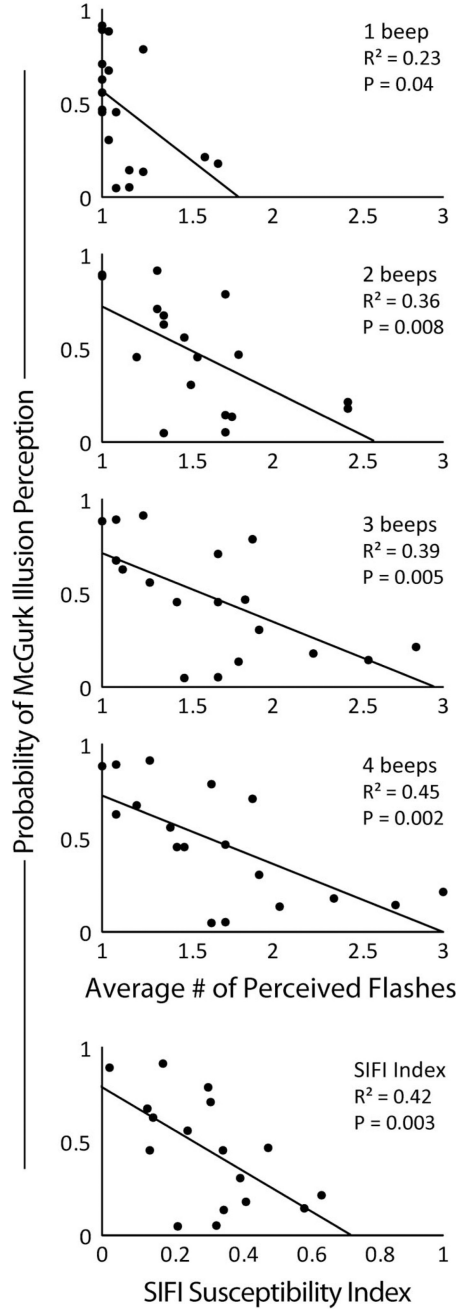 Probability of McGurk Illusion Perception
1 beep
R² = 0.23
P = 0.04
1
0.5
0
1 1.5 2 2.5 3
2 beeps
R² = 0.36
P = 0.008
1
0.5
0
1 1.5 2 2.5 3
3 beeps
R² = 0.39
P = 0.005
1
0.5
0
1 1.5 2 2.5 3
4 beeps
R² = 0.45
P = 0.002
1
0.5
0
1 1.5 2 2.5 3
Average # of Perceived Flashes
SIFI Index
R² = 0.42
P = 0.003
1
0.5
0
0 0.2 0.4 0.6 0.8 1
SIFI Susceptibility Index